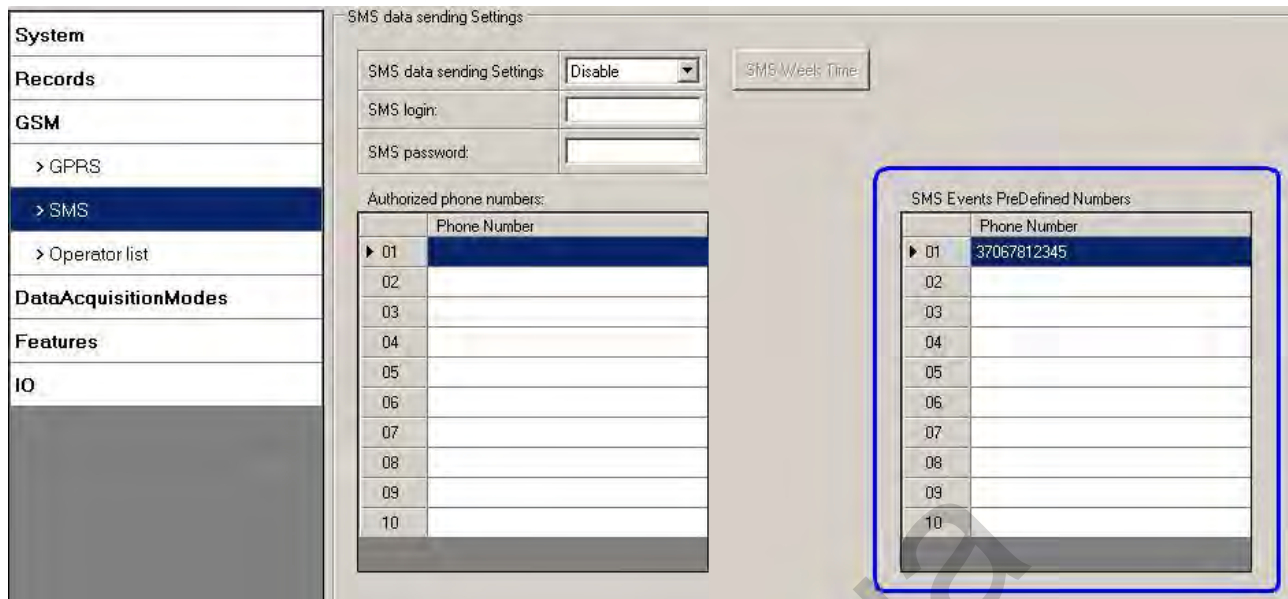 System
Records
GSM
> GPRS
> SMS
> Operator list
DataAcquisitionModes
Features
IO
SMS data sending Settings
SMS data sending Settings Disable
SMS Week Time
SMS login:
SMS password:
Authorized phone numbers:
Phone Number
01
02
03
04
05
06
07
08
09
10
SMS Events PreDefined Numbers
Phone Number
01 37067812345
02
03
04
05
06
07
08
09
10